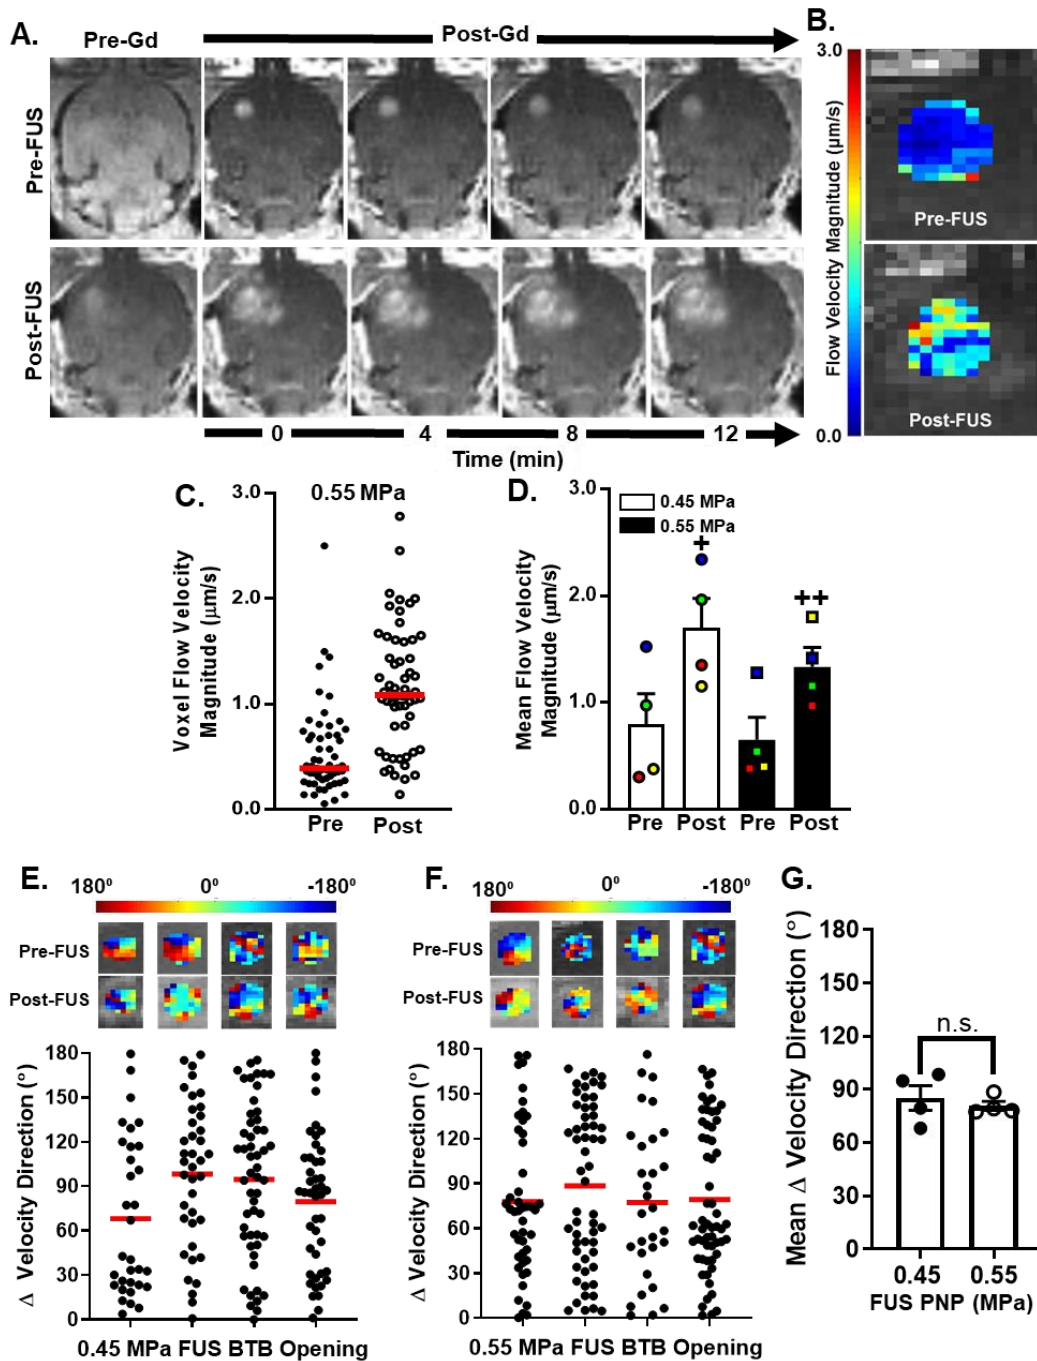 A.
Pre-Gd
Post-Gd
Pre-FUS
Post-FUS
0 4 8 12
Time (min)
B.
3.0
Flow Velocity Magnitude (µm/s)
0.0
Pre-FUS
Post-FUS
C.
0.55 MPa
Voxel Flow Velocity
Magnitude (µm/s)
3.0
2.0
1.0
0.0
Pre Post
D.
0.45 MPa
0.55 MPa
Mean Flow Velocity
Magnitude (µm/s)
3.0
2.0
1.0
0.0
+
++
Pre Post Pre Post
E.
180⁰ 0⁰ -180⁰
Pre-FUS
Post-FUS
Δ Velocity Direction (°)
180
150
120
90
60
30
0
0.45 MPa FUS BTB Opening
F.
180⁰ 0⁰ -180⁰
Pre-FUS
Post-FUS
Δ Velocity Direction (°)
180
150
120
90
60
30
0
0.55 MPa FUS BTB Opening
G.
Mean Δ Velocity Direction (°)
180
150
120
90
60
30
0
n.s.
0.45 0.55
FUS PNP (MPa)